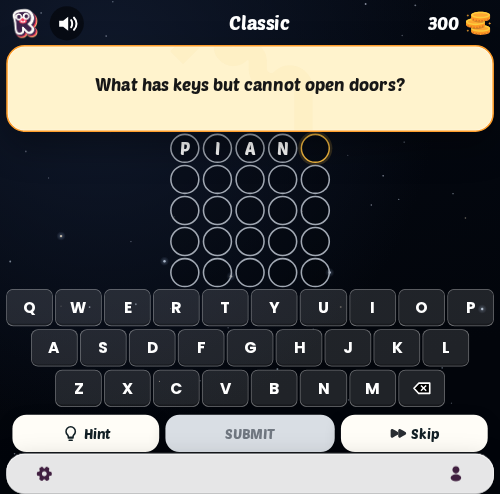 Classic
300
What has keys but cannot open doors?
P I A N
Q W E R T Y U I O P
A S D F G H J K L
Z X C V B N M
Hint SUBMIT Skip